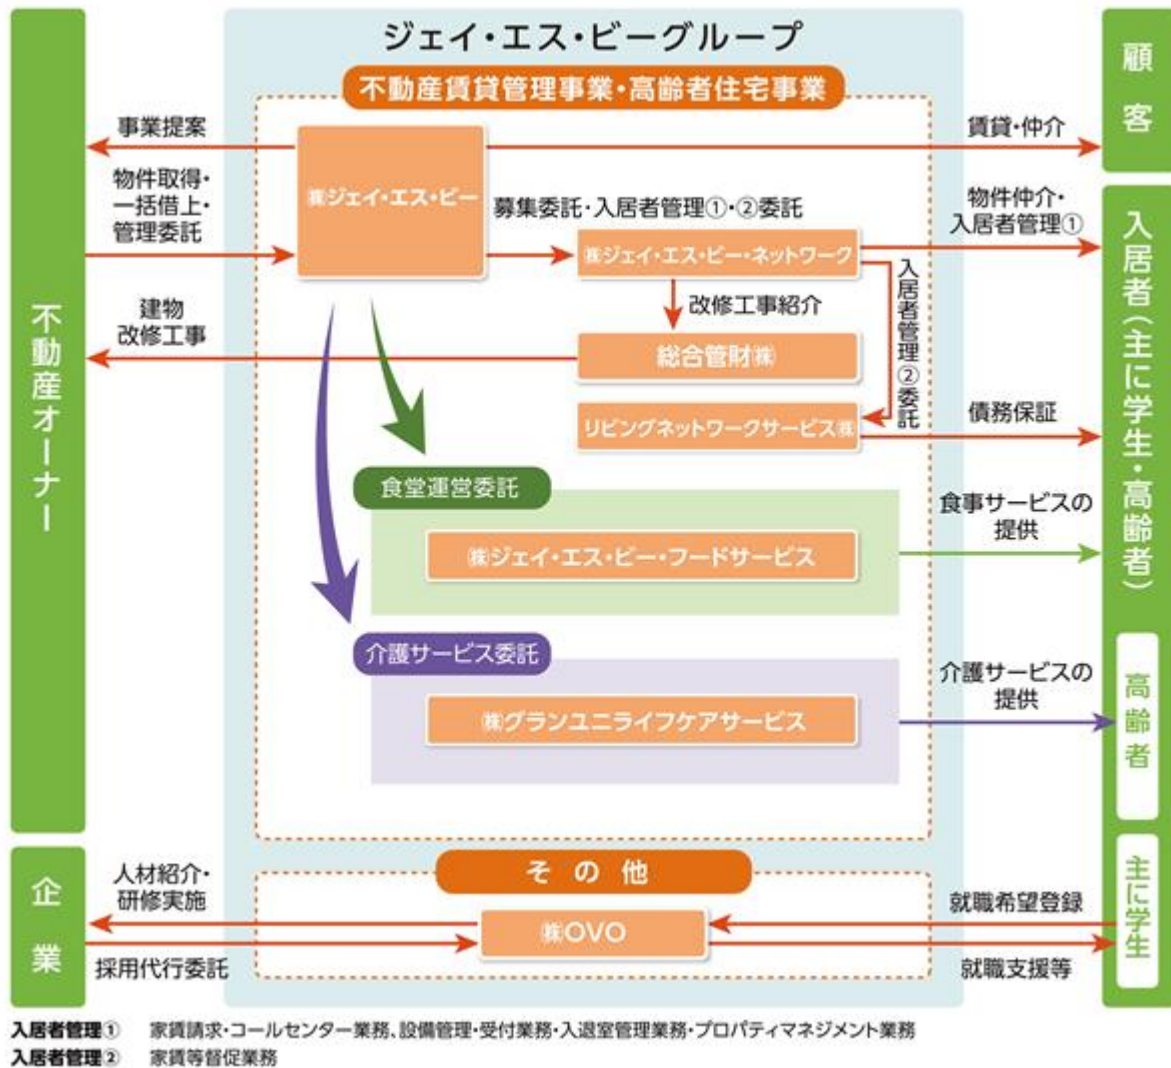 ジェイ・エス・ビーグループ
不動産賃貸管理事業・高齢者住宅事業
顧客
事業提案
賃貸・仲介
物件取得・
一括借上・
管理委託
㈱ジェイ・エス・ビー
募集委託・入居者管理①・②委託
物件仲介・
入居者管理①
㈱ジェイ・エス・ビー・ネットワーク
入居者管理②委託
改修工事紹介
建物
改修工事
総合管財㈱
リビングネットワークサービス㈱
債務保証
不動産オーナー
入居者(主に学生・高齢者)
食堂運営委託
㈱ジェイ・エス・ビー・フードサービス
食事サービスの
提供
介護サービス委託
㈱グランユニライフケアサービス
介護サービスの
提供
高齢者
その他
企業
人材紹介・
研修実施
採用代行委託
㈱OVO
就職希望登録
就職支援等
主に学生
入居者管理① 家賃請求・コールセンター業務、設備管理・受付業務・入退室管理業務・プロパティマネジメント業務
入居者管理② 家賃等督促業務